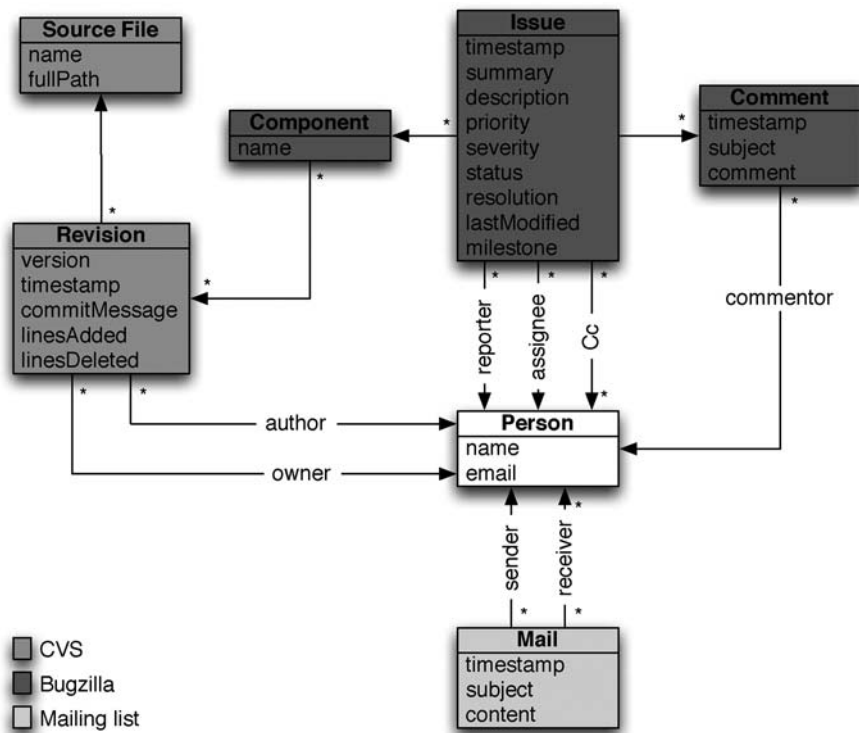 Source File
name
fullPath
*
Issue
timestamp
summary
description
priority
severity
status
resolution
lastModified
milestone
*
*
Component
name
*
*
Comment
timestamp
subject
comment
*
Revision
version
timestamp
commitMessage
linesAdded
linesDeleted
*
*
*
*
*
reporter
assignee
Cc
*
commentor
author
owner
Person
name
email
sender
receiver
*
*
*
Mail
timestamp
subject
content
CVS
Bugzilla
Mailing list